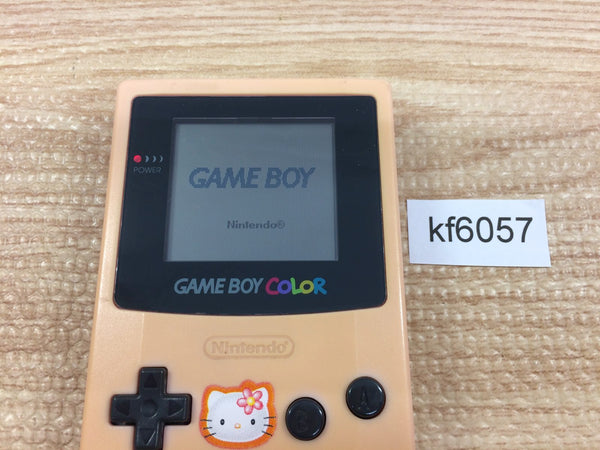 POWER
GAME BOY
Nintendo®
kf6057
GAME BOY COLOR
Nintendo
B
A